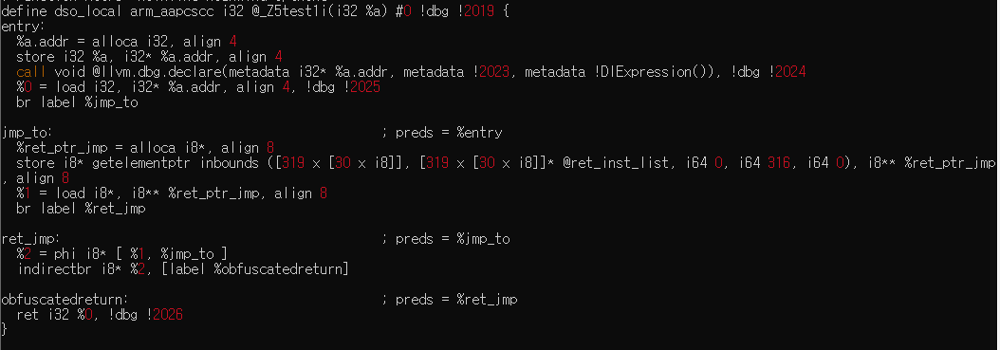 define dso_local arm_aapcscc i32 @_Z5test1i(i32 %a) #0 !dbg !2019 {
entry:
  %a.addr = alloca i32, align 4
  store i32 %a, i32* %a.addr, align 4
  call void @llvm.dbg.declare(metadata i32* %a.addr, metadata !2023, metadata !DIExpression()), !dbg !2024
  %0 = load i32, i32* %a.addr, align 4, !dbg !2025
  br label %jmp_to
jmp_to:                                           ; preds = %entry
  %ret_ptr_jmp = alloca i8*, align 8
  store i8* getelementptr inbounds ([319 x [30 x i8]], [319 x [30 x i8]]* @ret_inst_list, i64 0, i64 316, i64 0), i8** %ret_ptr_jmp
, align 8
  %1 = load i8*, i8** %ret_ptr_jmp, align 8
  br label %ret_jmp
ret_jmp:                                          ; preds = %jmp_to
  %2 = phi i8* [ %1, %jmp_to ]
  indirectbr i8* %2, [label %obfuscatedreturn]
obfuscatedreturn:                                 ; preds = %ret_jmp
  ret i32 %0, !dbg !2026
}